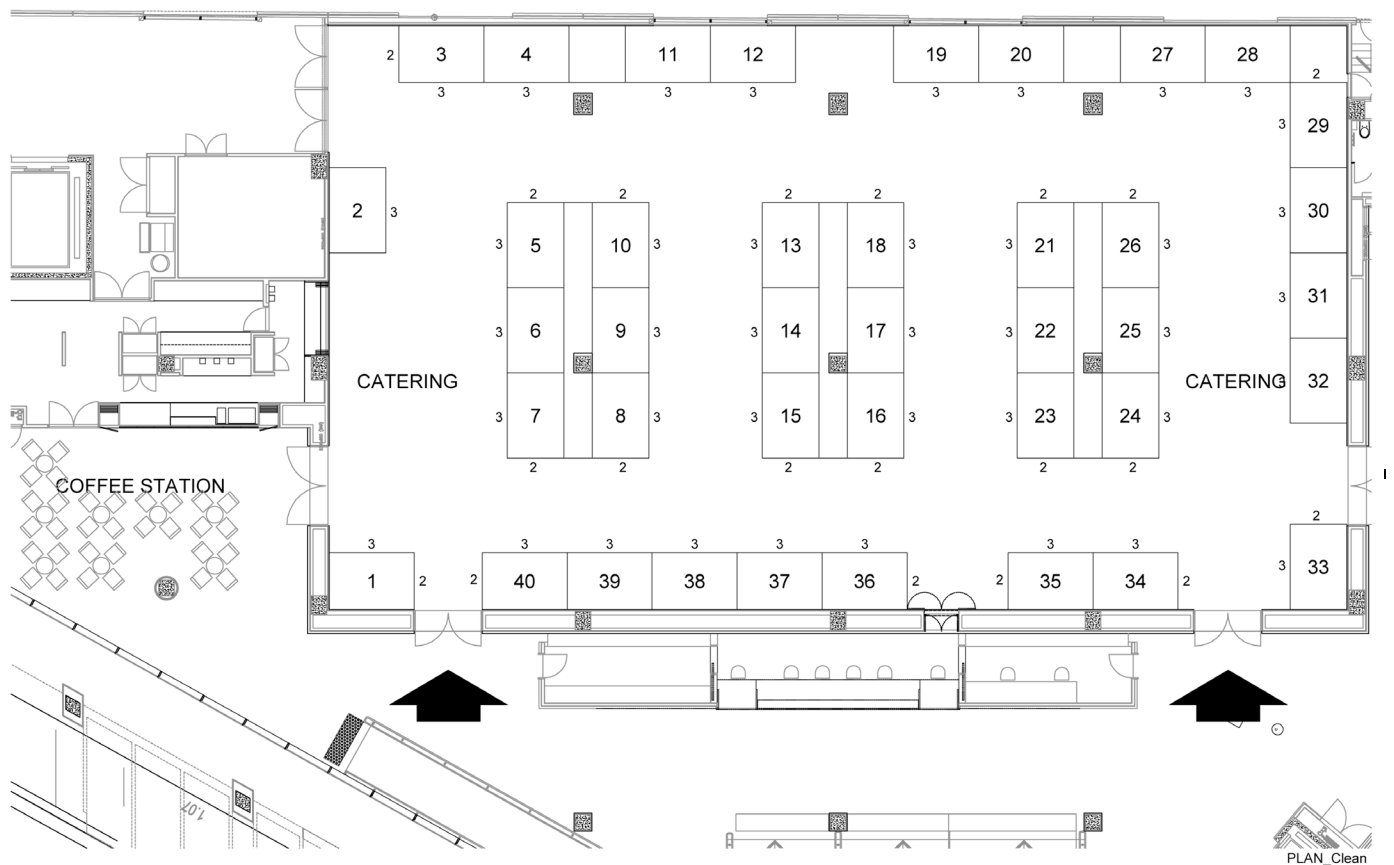 2 3 4 11 12 19 20 27 28
2
3 3 3 3 3 3 3 3
3 29
2 3
2 2 2 2 2 2
3 30
3 5 10 3 3 13 18 3 3 21 26 3
3 31
3 6 9 3 3 14 17 3 3 22 25 3
CATERING CATERING 3 32
3 7 8 3 3 15 16 3 3 23 24 3
2 2 2 2 2 2
COFFEE STATION
2
3 3 3 3 3 3 3 3
3 33
1 2 2 40 39 38 37 36 2 2 35 34 2
1.07
PLAN_Clean